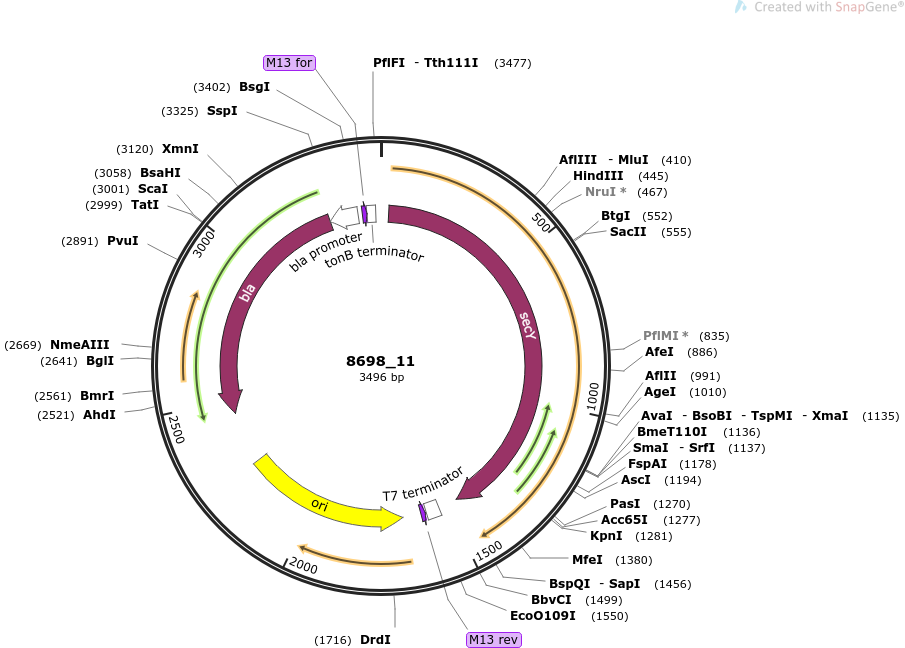 Created with SnapGene®
M13 for
PflFI - Tth111I (3477)
(3402) BsgI
(3325) SspI
(3120) XmnI
(3058) BsaHI
(3001) ScaI
(2999) TatI
(2891) PvuI
(2669) NmeAIII
(2641) BglI
(2561) BmrI
(2521) AhdI
(1716) DrdI
AflIII - MluI (410)
HindIII (445)
NruI * (467)
BtgI (552)
SacII (555)
PflMI * (835)
AfeI (886)
AflII (991)
AgeI (1010)
AvaI - BsoBI - TspMI - XmaI (1135)
BmeT110I (1136)
SmaI - SrfI (1137)
FspAI (1178)
AscI (1194)
PasI (1270)
Acc65I (1277)
KpnI (1281)
MfeI (1380)
BspQI - SapI (1456)
BbvCI (1499)
EcoO109I (1550)
M13 rev
500
1000
1500
2000
2500
3000
bla promoter
tonB terminator
bla
secY
8698_11
3496 bp
T7 terminator
ori